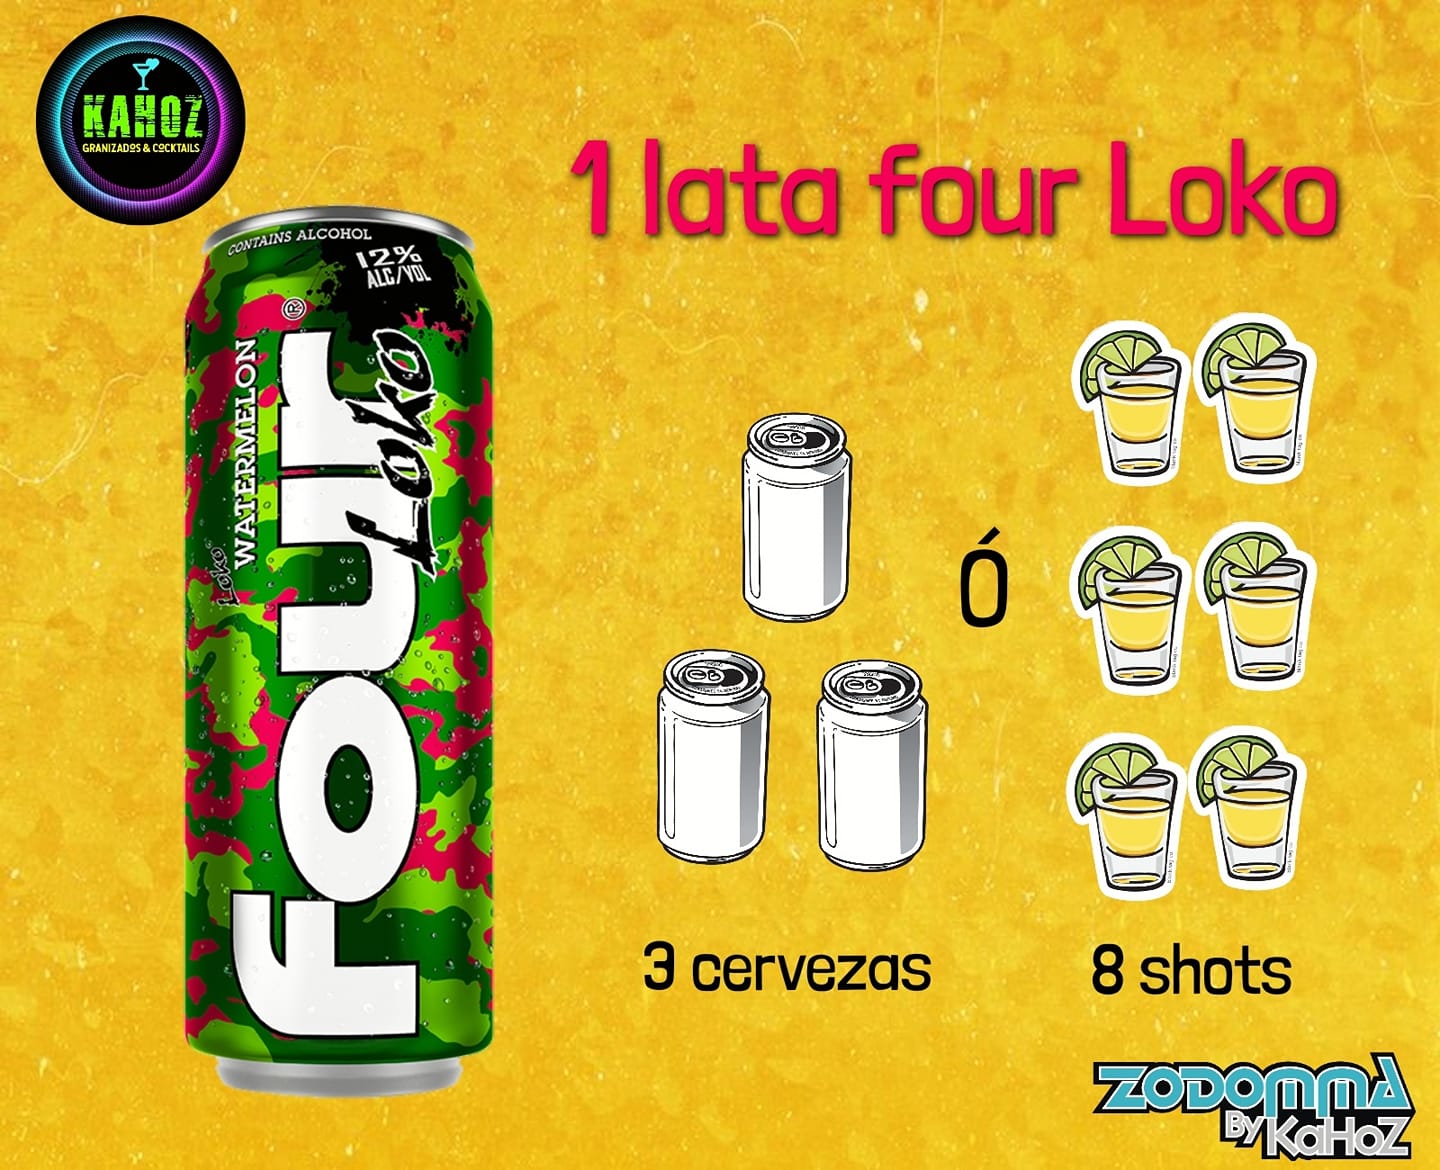 KAHOZ
GRANIZADOS & COCKTAILS
1 lata four Loko
CONTAINS ALCOHOL
12%
ALC/VOL
®
Loko
WATERMELON
four
Loko
Ó
3 cervezas
8 shots
ZODOMMA
By KaHoZ